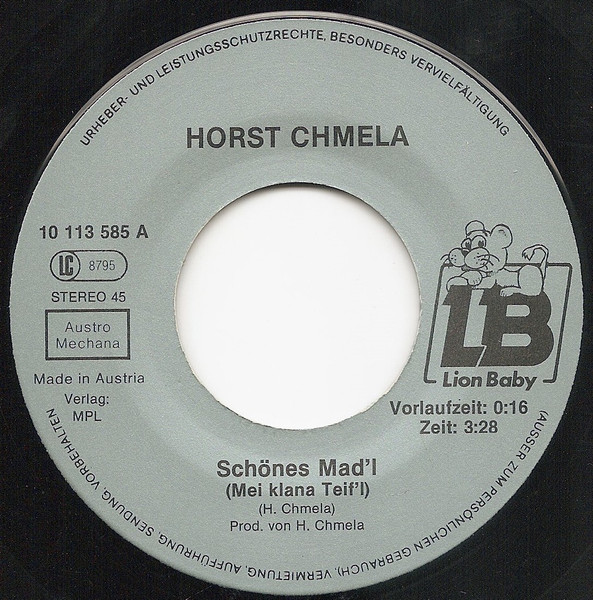 URHEBER- UND LEISTUNGSSCHUTZRECHTE, BESONDERS VERVIELFÄLTIGUNG
HORST CHMELA
10 113 585 A
LC 8795
STEREO 45
Austro
Mechana
Made in Austria
Verlag:
MPL
LB
Lion Baby
Vorlaufzeit: 0:16
Zeit: 3:28
Schönes Mad'l
(Mei klana Teif'l)
(H. Chmela)
Prod. von H. Chmela
(AUSSER ZUM PERSÖNLICHEN GEBRAUCH), VERMIETUNG, AUFFÜHRUNG, SENDUNG, VORBEHALTEN